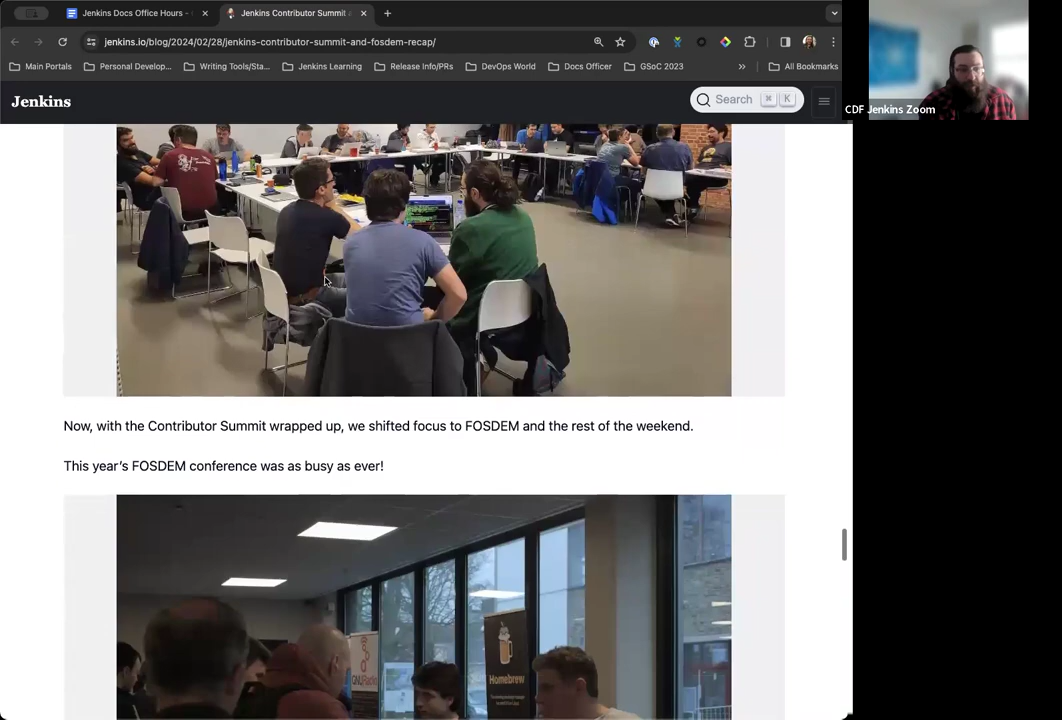 Jenkins Docs Office Hours -
Jenkins Contributor Summit a
jenkins.io/blog/2024/02/28/jenkins-contributor-summit-and-fosdem-recap/
Main Portals
Personal Develop...
Writing Tools/Sta...
Jenkins Learning
Release Info/PRs
DevOps World
Docs Officer
GSoC 2023
»
All Bookmarks
Jenkins
Search ⌘ K
CDF Jenkins Zoom
Now, with the Contributor Summit wrapped up, we shifted focus to FOSDEM and the rest of the weekend.
This year's FOSDEM conference was as busy as ever!
GNURadio
Homebrew